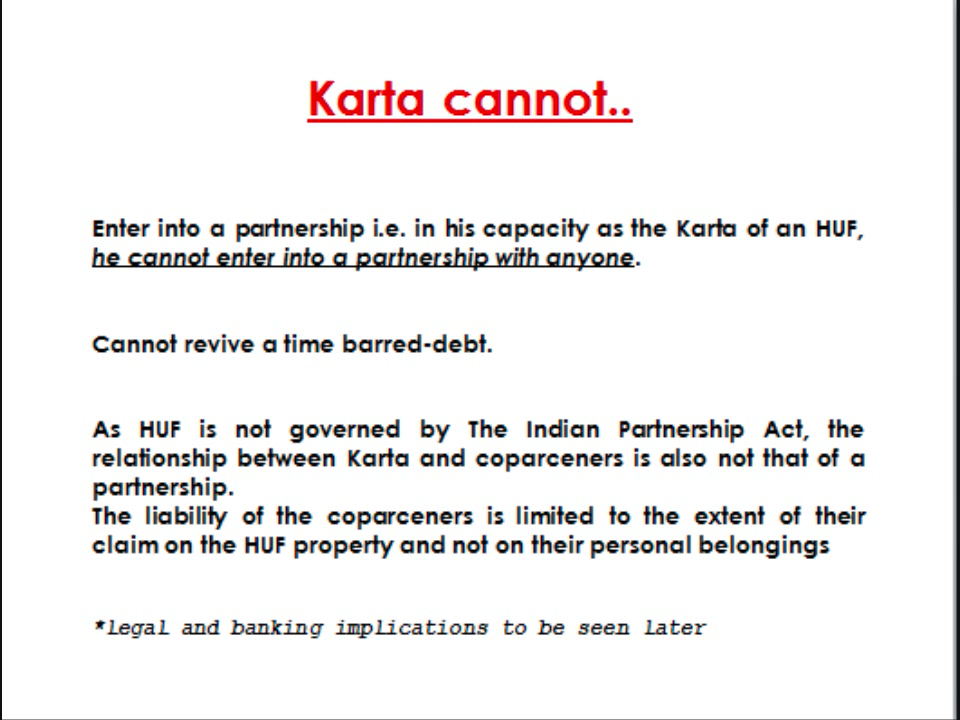 Karta cannot..
Enter into a partnership i.e. in his capacity as the Karta of an HUF,
he cannot enter into a partnership with anyone.
Cannot revive a time barred-debt.
As HUF is not governed by The Indian Partnership Act, the
relationship between Karta and coparceners is also not that of a
partnership.
The liability of the coparceners is limited to the extent of their
claim on the HUF property and not on their personal belongings
*legal and banking implications to be seen later